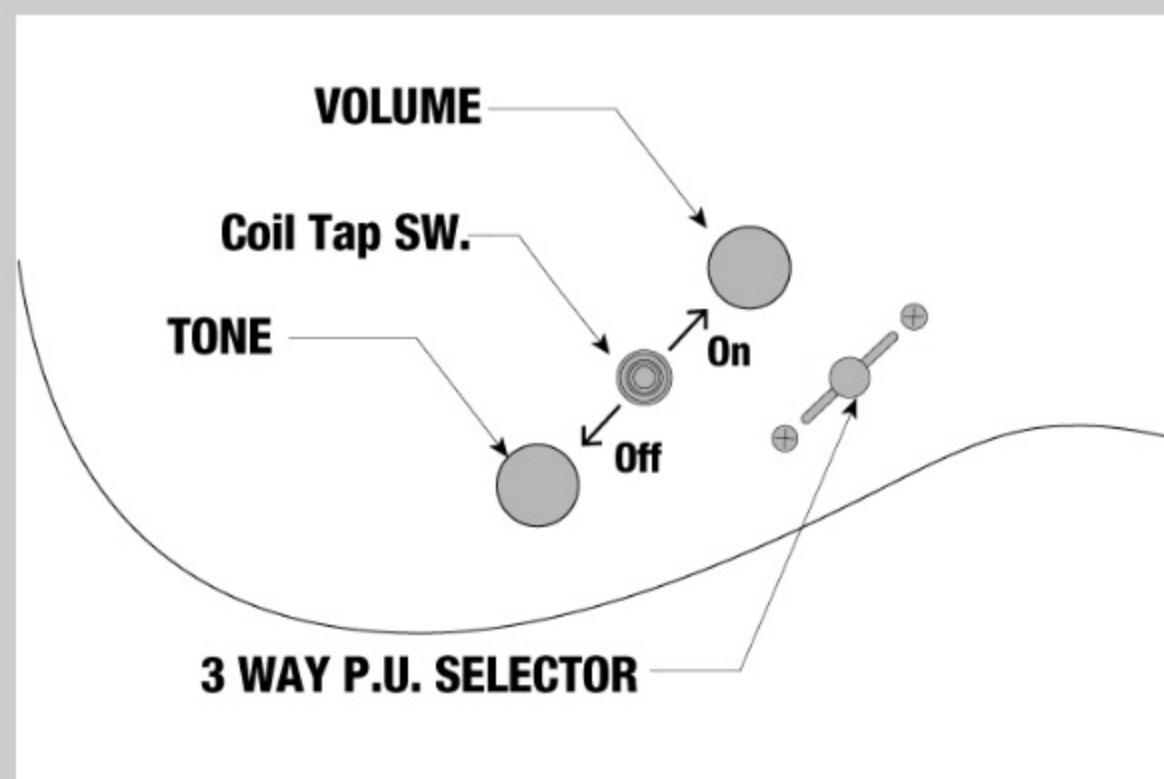 VOLUME
Coil Tap SW.
TONE
On
Off
3 WAY P.U. SELECTOR